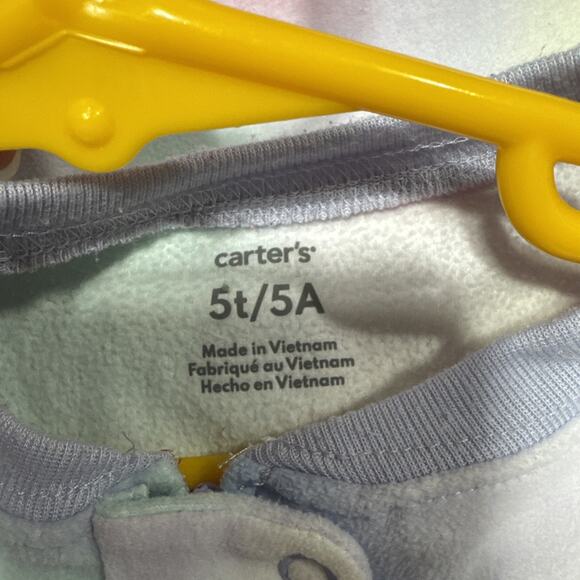 carter's
5t/5A
Made in Vietnam
Fabriqué au Vietnam
Hecho en Vietnam